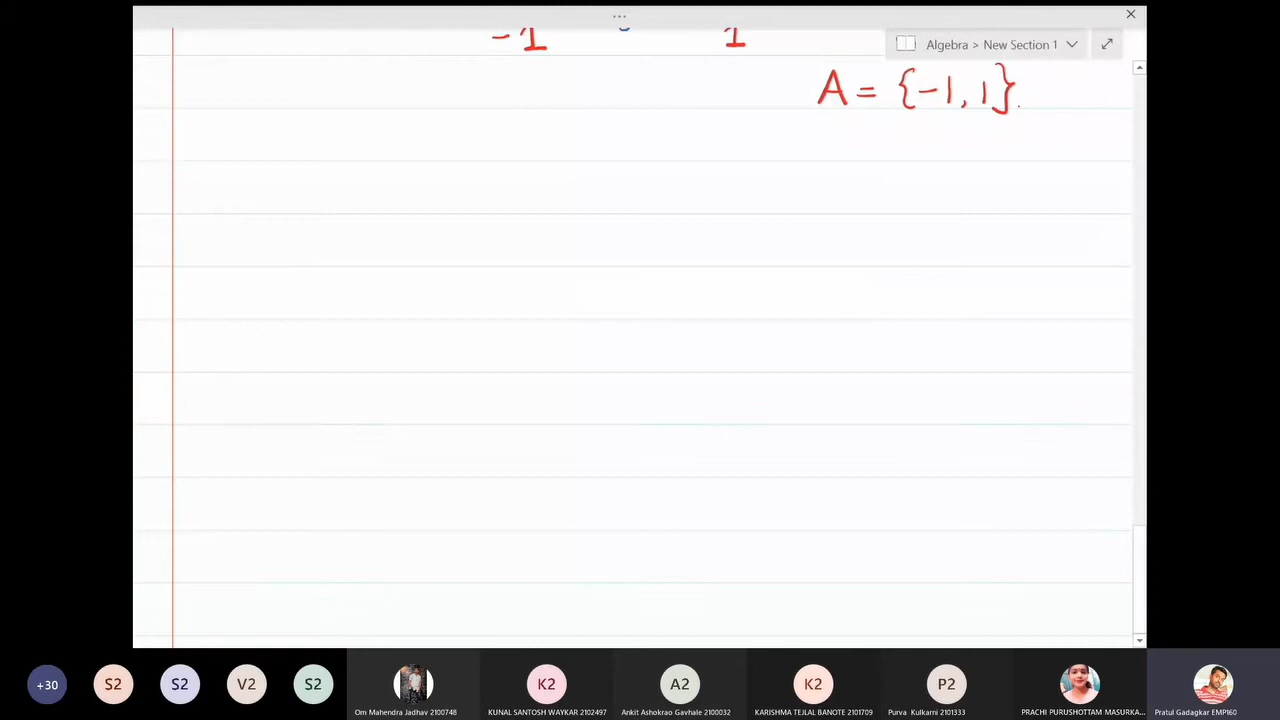 -1 1
Algebra > New Section 1
A = {-1, 1}.
+30 S2 S2 V2 S2 K2 A2 K2 P2
Om Mahendra Jadhav 2100748 KUNAL SANTOSH WAYKAR 2102497 Ankit Ashokrao Gavhale 2100032 KARISHMA TEJLAL BANOTE 2101709 Purva Kulkarni 2101333 PRACHI PURUSHOTTAM MASURKA... Pratul Gadagkar EMP160